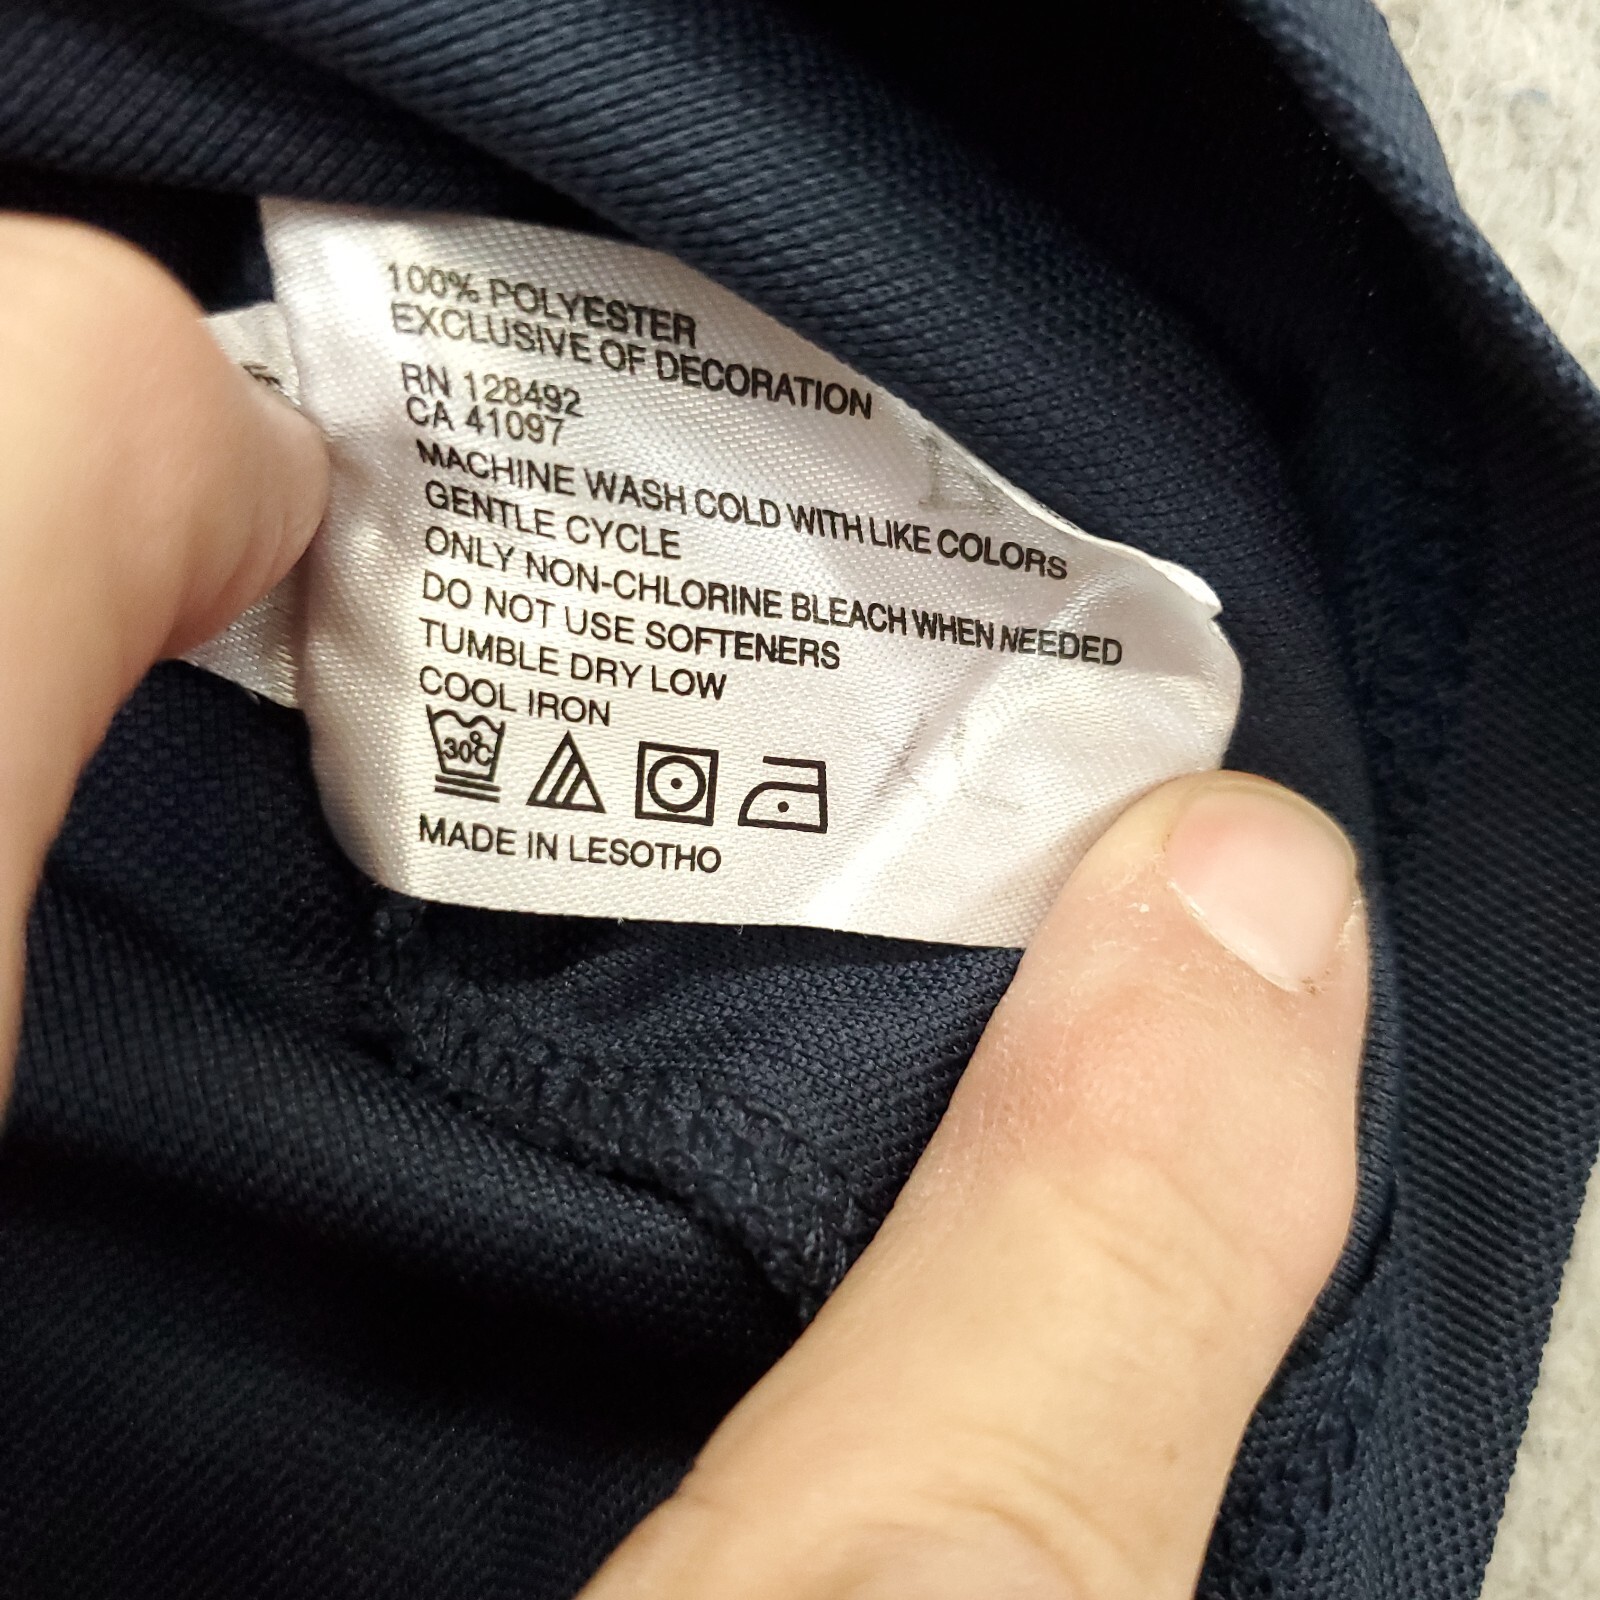 100% POLYESTER
EXCLUSIVE OF DECORATION
RN 128492
CA 41097
MACHINE WASH COLD WITH LIKE COLORS
GENTLE CYCLE
ONLY NON-CHLORINE BLEACH WHEN NEEDED
DO NOT USE SOFTENERS
TUMBLE DRY LOW
COOL IRON
30°C
MADE IN LESOTHO